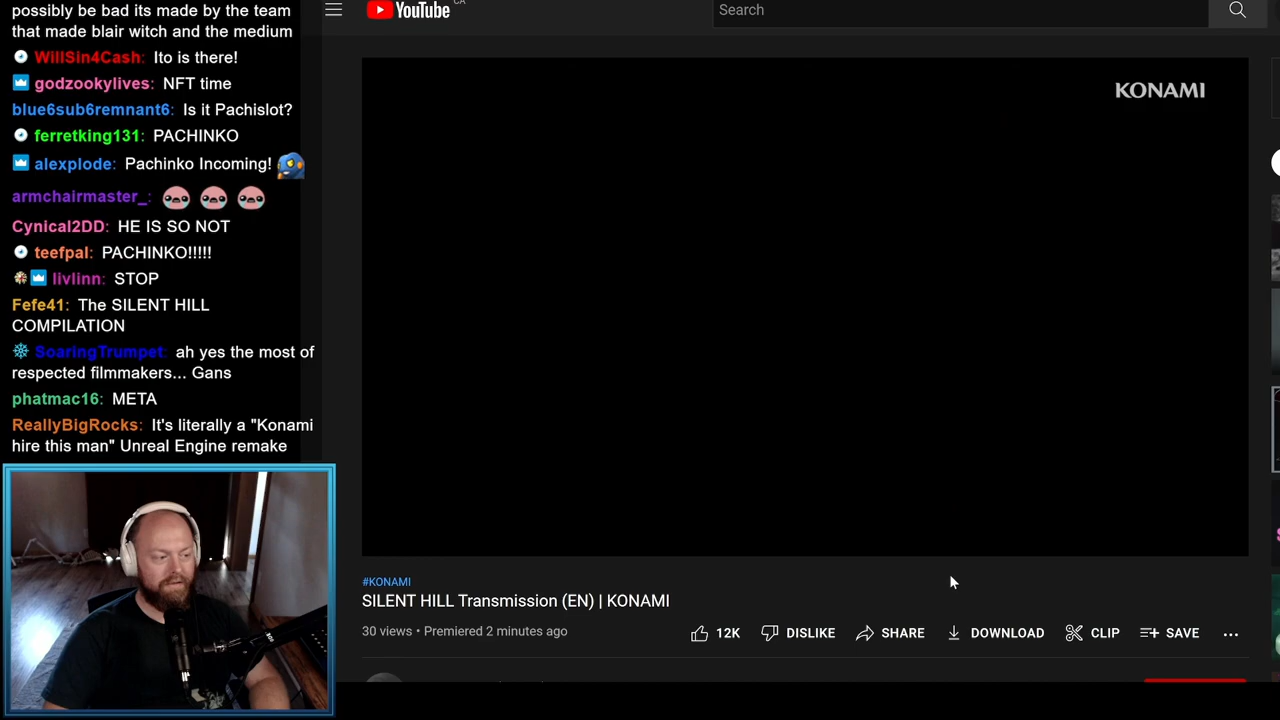 possibly be bad its made by the team
that made blair witch and the medium
WillSin4Cash: Ito is there!
godzookylives: NFT time
blue6sub6remnant6: Is it Pachislot?
ferretking131: PACHINKO
alexplode: Pachinko Incoming!
armchairmaster_:
Cynical2DD: HE IS SO NOT
teefpal: PACHINKO!!!!!
livlinn: STOP
Fefe41: The SILENT HILL
COMPILATION
SoaringTrumpet: ah yes the most of
respected filmmakers... Gans
phatmac16: META
ReallyBigRocks: It's literally a "Konami
hire this man" Unreal Engine remake
YouTube
CA
Search
KONAMI
#KONAMI
SILENT HILL Transmission (EN) | KONAMI
30 views • Premiered 2 minutes ago
12K
DISLIKE
SHARE
DOWNLOAD
CLIP
SAVE